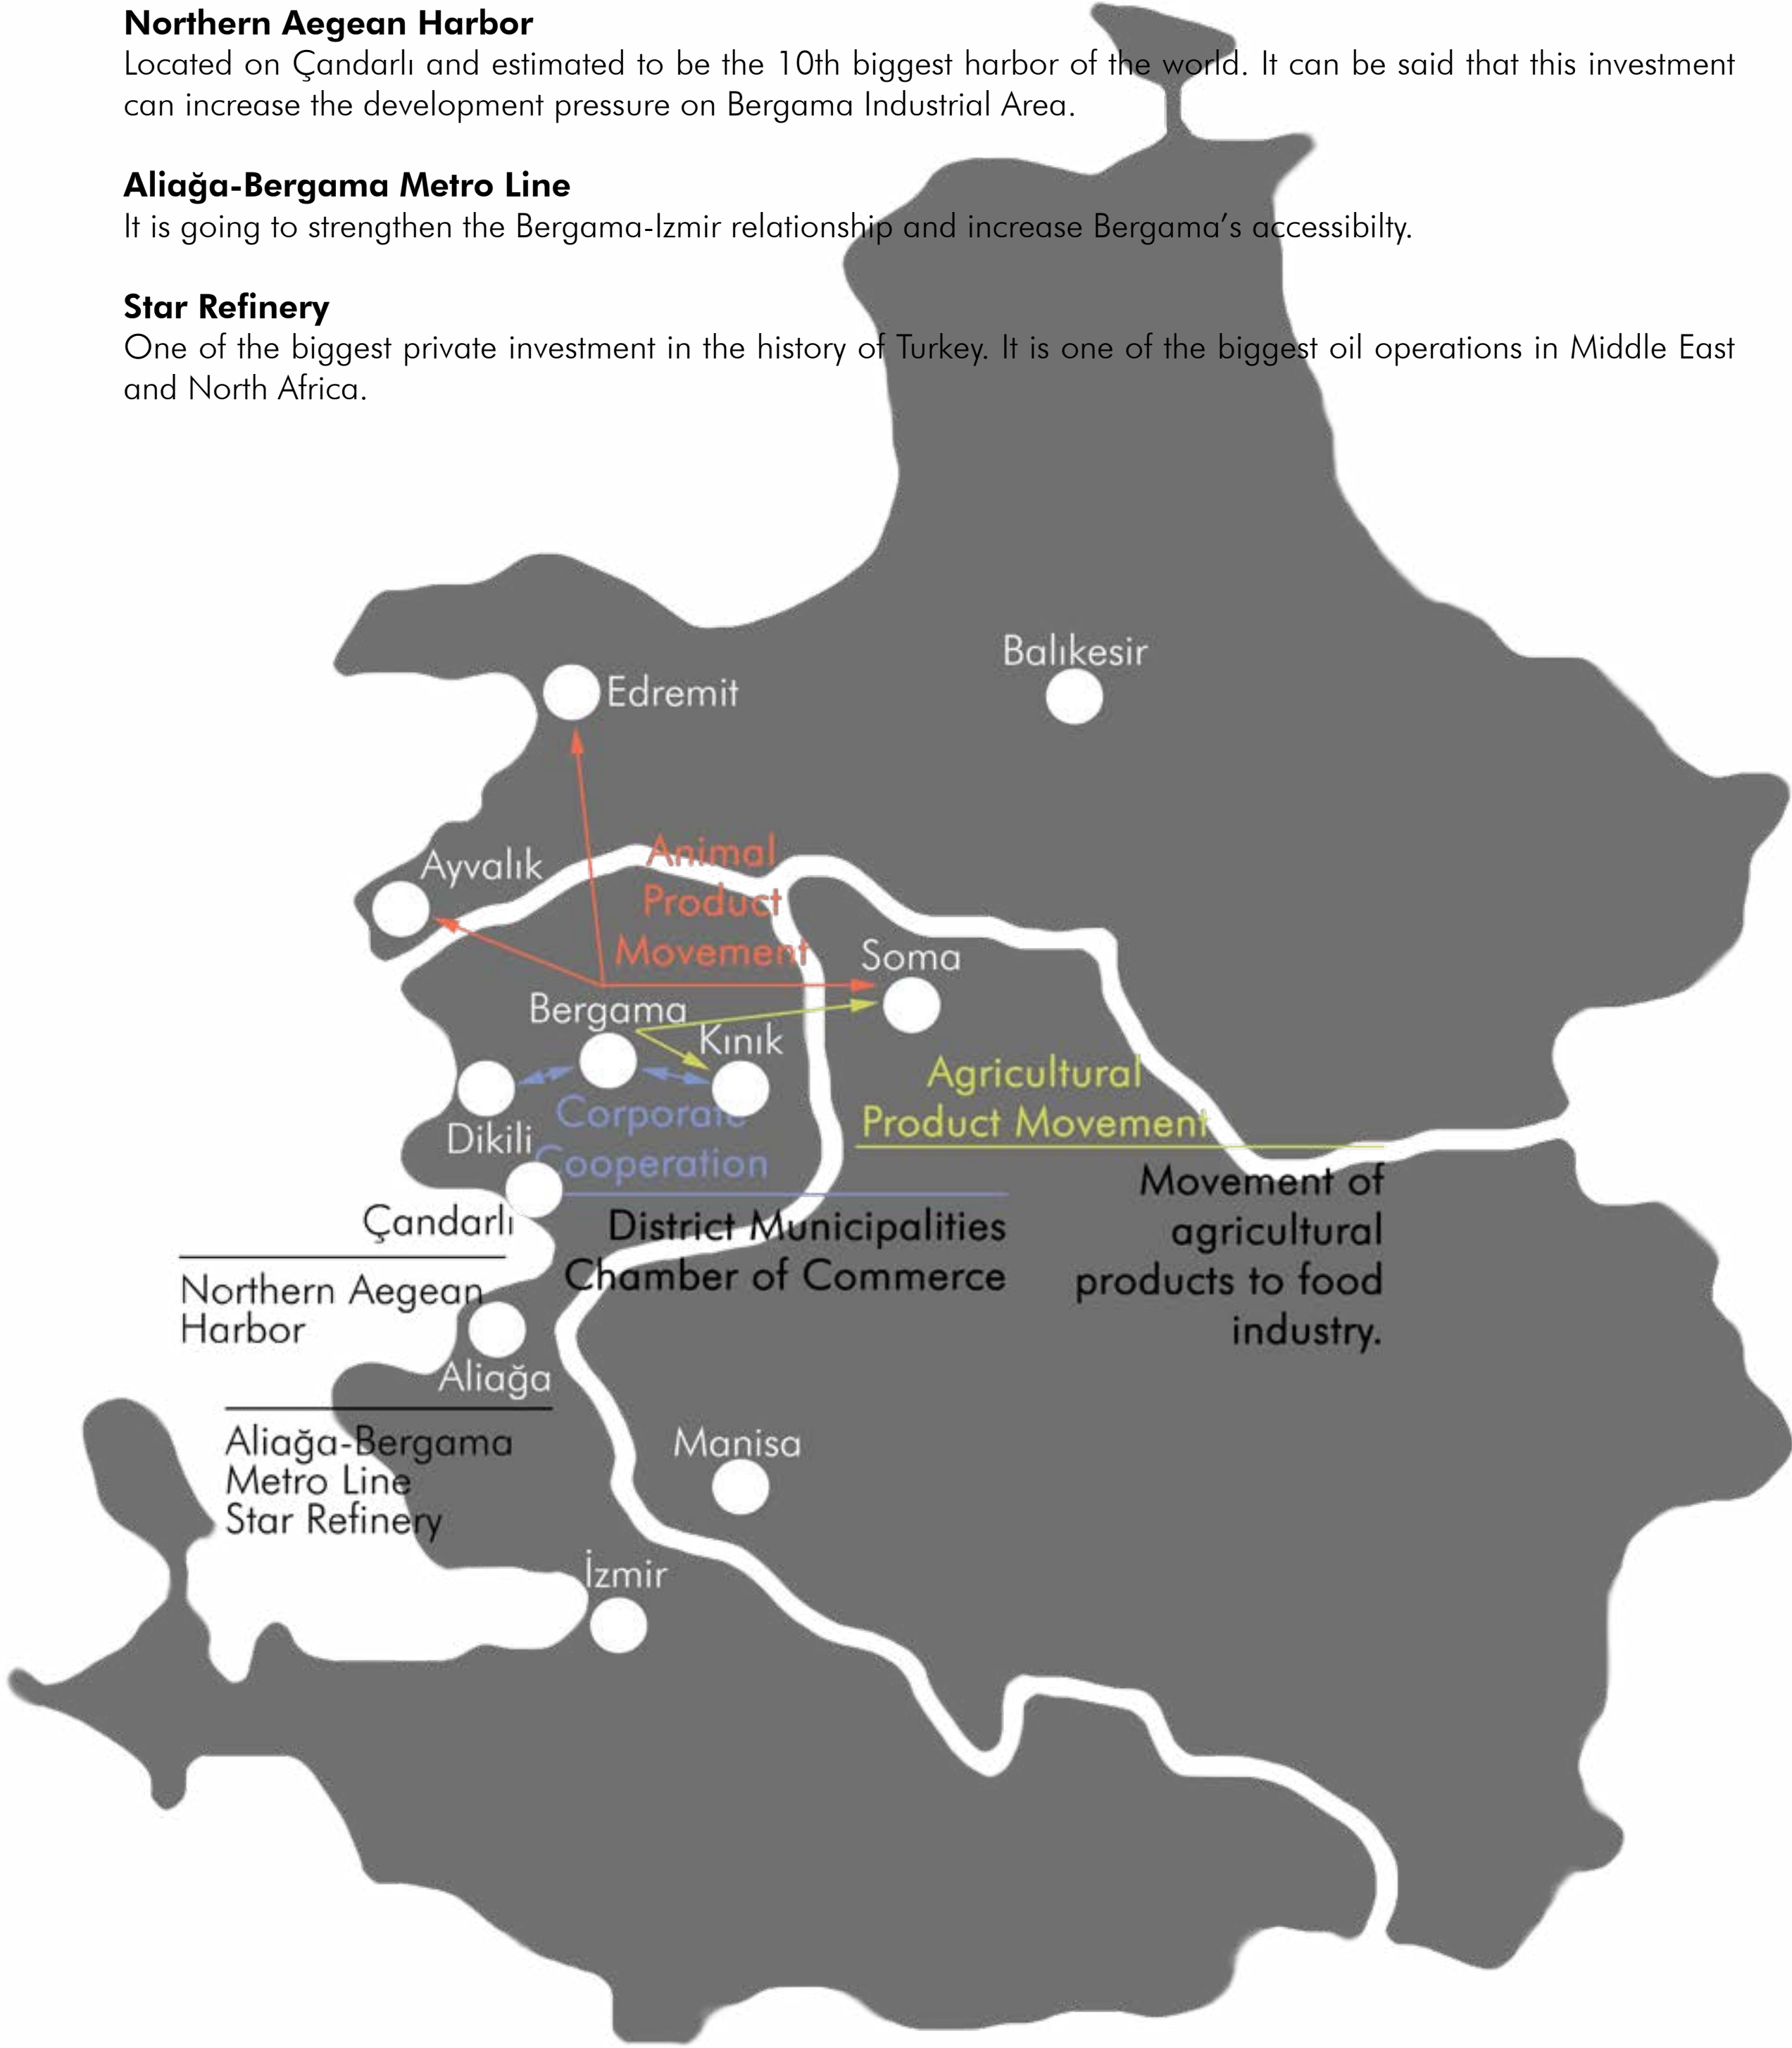 Northern Aegean Harbor
Located on Çandarlı and estimated to be the 10th biggest harbor of the world. It can be said that this investment
can increase the development pressure on Bergama Industrial Area.
Aliağa-Bergama Metro Line
It is going to strengthen the Bergama-Izmir relationship and increase Bergama’s accessibilty.
Star Refinery
One of the biggest private investment in the history of Turkey. It is one of the biggest oil operations in Middle East
and North Africa.
Balıkesir
Edremit
Ayvalık
Animal
Product
Movement
Soma
Bergama
Kınık
Agricultural
Product Movement
Movement of
agricultural
products to food
industry.
Corporate
Cooperation
District Municipalities
Chamber of Commerce
Dikili
Çandarlı
Northern Aegean
Harbor
Aliağa
Aliağa-Bergama
Metro Line
Star Refinery
Manisa
İzmir